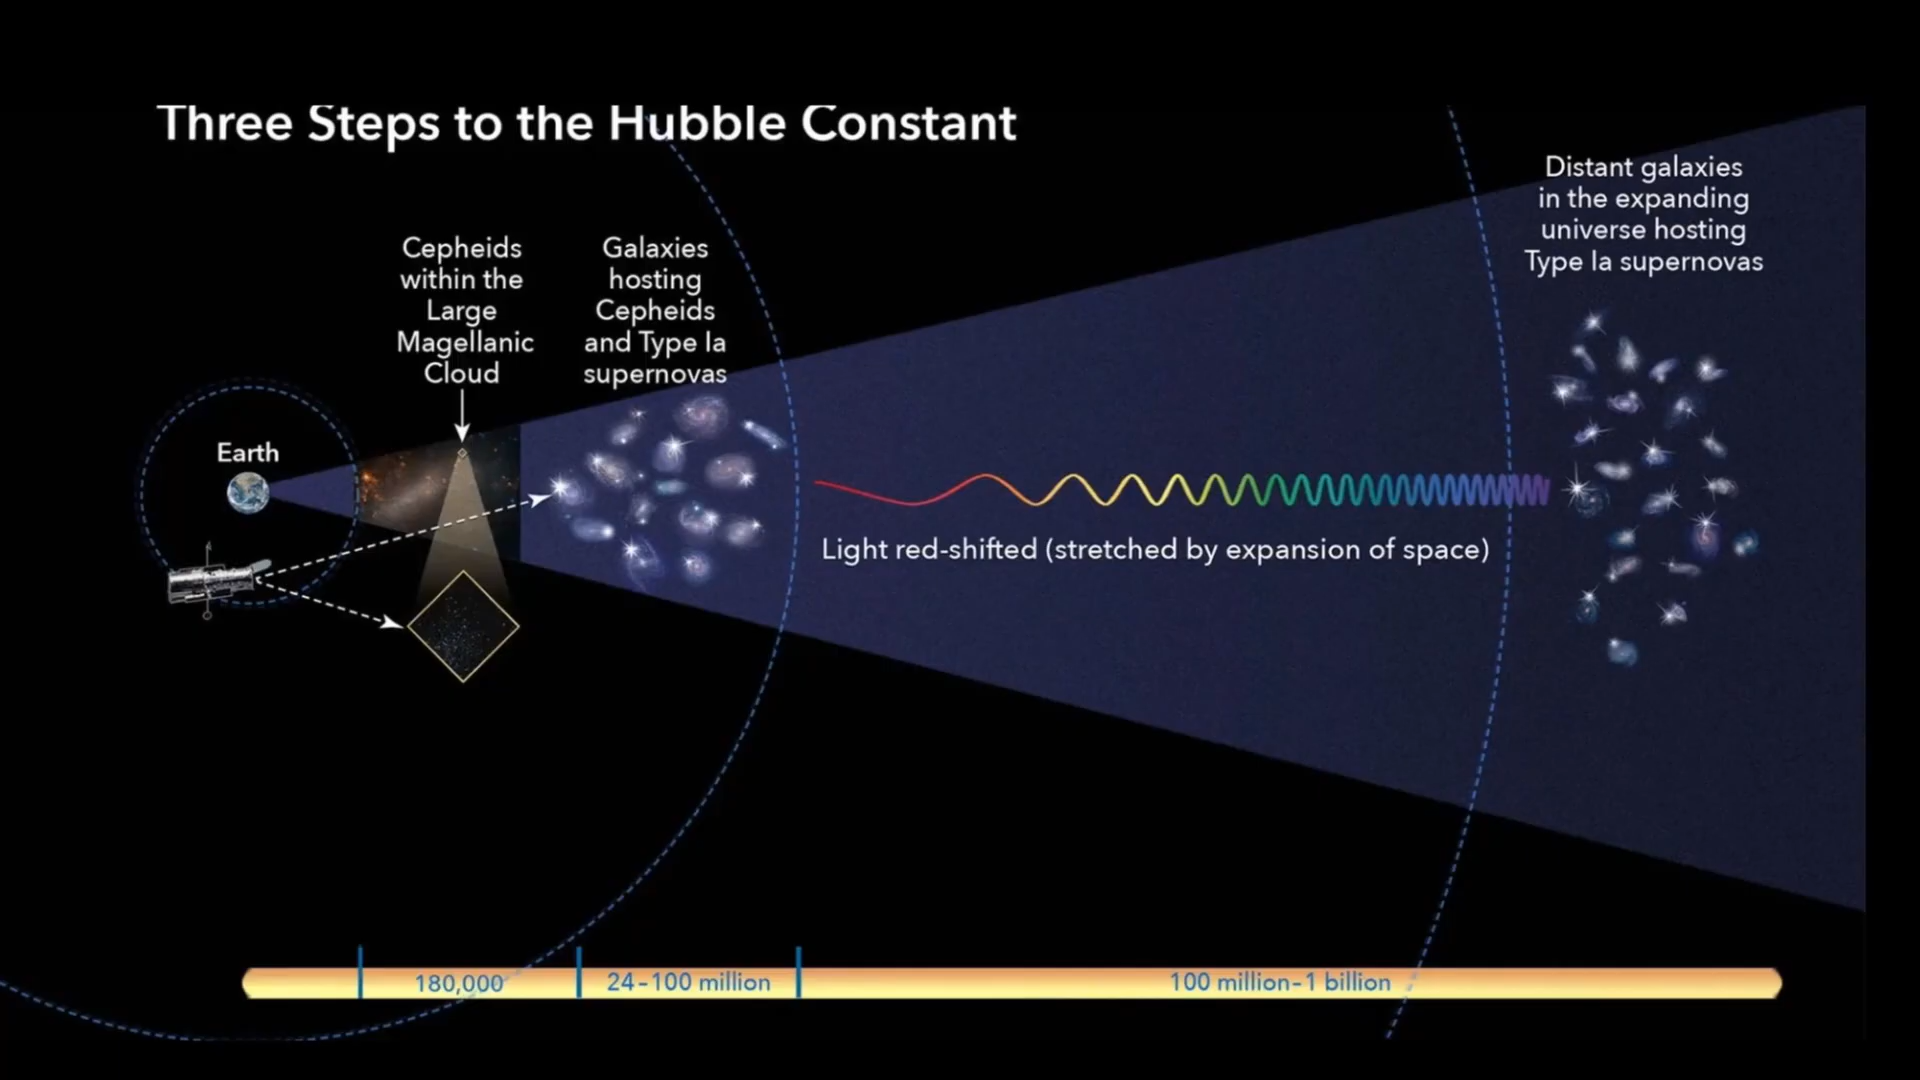 Three Steps to the Hubble Constant
Cepheids
within the
Large
Magellanic
Cloud
Galaxies
hosting
Cepheids
and Type Ia
supernovas
Distant galaxies
in the expanding
universe hosting
Type Ia supernovas
Earth
Light red-shifted (stretched by expansion of space)
180,000
24–100 million
100 million–1 billion